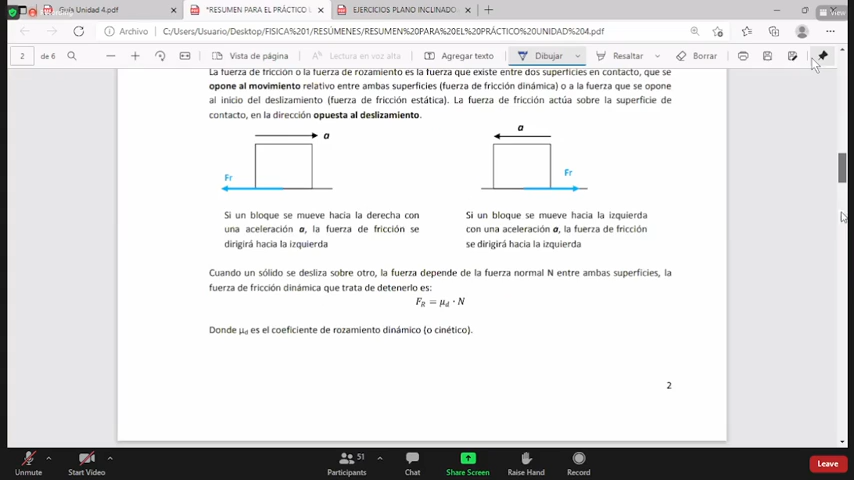 Guía Unidad 4.pdf
*RESUMEN PARA EL PRÁCTICO U
EJERCICIOS PLANO INCLINADO
View
Archivo
C:/Users/Usuario/Desktop/FISICA%201/RESÚMENES/RESUMEN%20PARA%20EL%20PRÁCTICO%20UNIDAD%204.pdf
2 de 6
Vista de página
Lectura en voz alta
Agregar texto
Dibujar
Resaltar
Borrar
La fuerza de fricción o la fuerza de rozamiento es la fuerza que existe entre dos superficies en contacto, que se
opone al movimiento relativo entre ambas superficies (fuerza de fricción dinámica) o a la fuerza que se opone
al inicio del deslizamiento (fuerza de fricción estática). La fuerza de fricción actúa sobre la superficie de
contacto, en la dirección opuesta al deslizamiento.
a
a
Fr
Fr
Si un bloque se mueve hacia la derecha con
una aceleración a, la fuerza de fricción se
dirigirá hacia la izquierda
Si un bloque se mueve hacia la izquierda
con una aceleración a, la fuerza de fricción
se dirigirá hacia la izquierda
Cuando un sólido se desliza sobre otro, la fuerza depende de la fuerza normal N entre ambas superficies, la
fuerza de fricción dinámica que trata de detenerlo es:
F_R = μ_d · N
Donde μ_d es el coeficiente de rozamiento dinámico (o cinético).
2
Unmute
Start Video
51
Participants
Chat
Share Screen
Raise Hand
Record
Leave